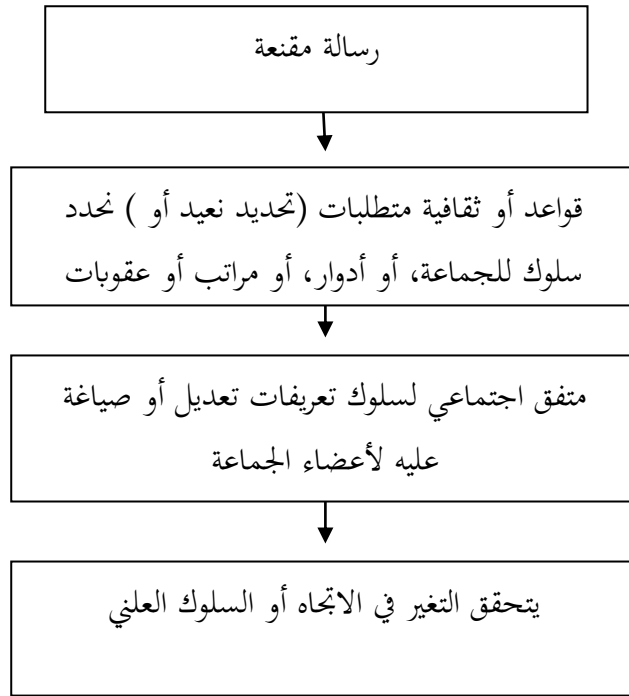 رسالة مقنعة
قواعد أو ثقافية متطلبات (تحديد نعيد أو ) نحدد
سلوك للجماعة، أو أدوار، أو مراتب أو عقوبات
متفق اجتماعي لسلوك تعريفات تعديل أو صياغة
عليه لأعضاء الجماعة
يتحقق التغير في الاتجاه أو السلوك العلني